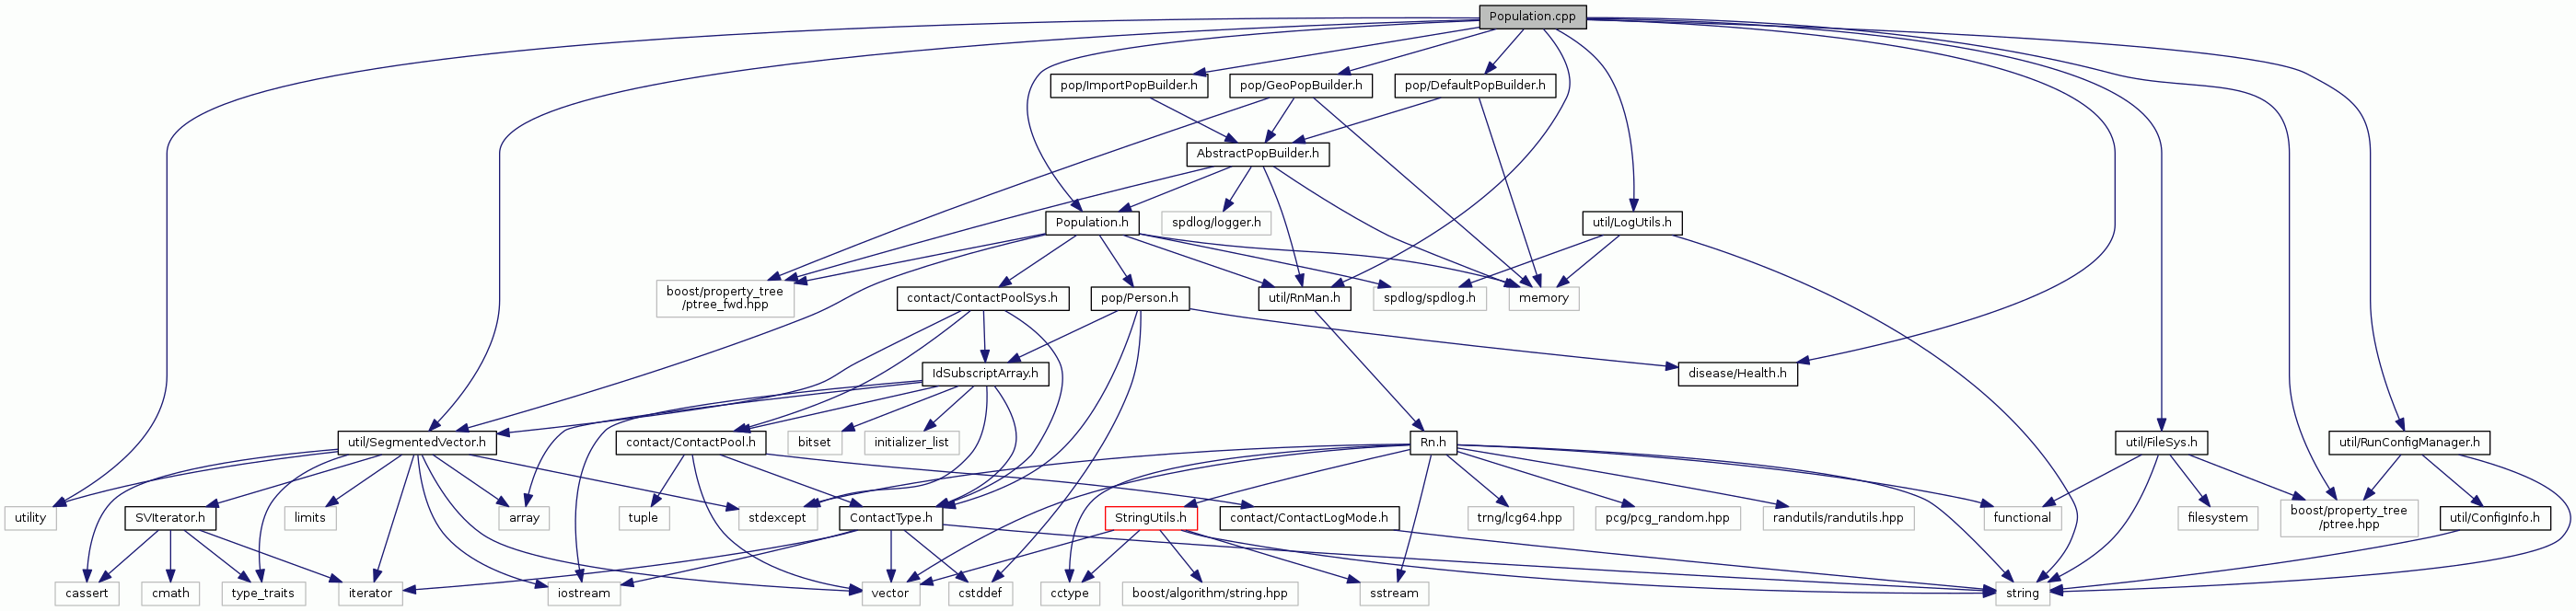 Population.cpp
pop/ImportPopBuilder.h
pop/GeoPopBuilder.h
pop/DefaultPopBuilder.h
AbstractPopBuilder.h
Population.h
spdlog/logger.h
util/LogUtils.h
boost/property_tree
/ptree_fwd.hpp
contact/ContactPoolSys.h
pop/Person.h
util/RnMan.h
spdlog/spdlog.h
memory
IdSubscriptArray.h
disease/Health.h
util/SegmentedVector.h
contact/ContactPool.h
bitset
initializer_list
Rn.h
util/FileSys.h
util/RunConfigManager.h
utility
SVIterator.h
limits
array
tuple
stdexcept
ContactType.h
StringUtils.h
contact/ContactLogMode.h
trng/lcg64.hpp
pcg/pcg_random.hpp
randutils/randutils.hpp
functional
filesystem
boost/property_tree
/ptree.hpp
util/ConfigInfo.h
cassert
cmath
type_traits
iterator
iostream
vector
cstddef
cctype
boost/algorithm/string.hpp
sstream
string